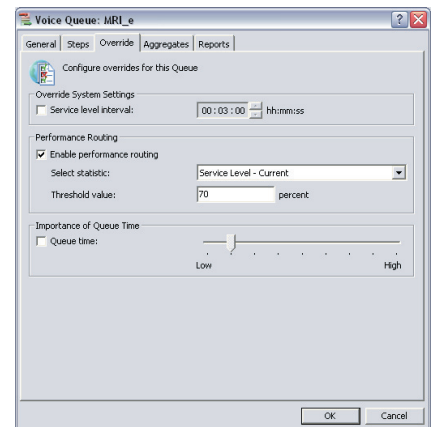 Voice Queue: MRI_e
General Steps Override Aggregates Reports
Configure overrides for this Queue
Override System Settings
Service level interval: 00:03:00 hh:mm:ss
Performance Routing
Enable performance routing
Select statistic: Service Level - Current
Threshold value: 70 percent
Importance of Queue Time
Queue time:
Low High
OK Cancel